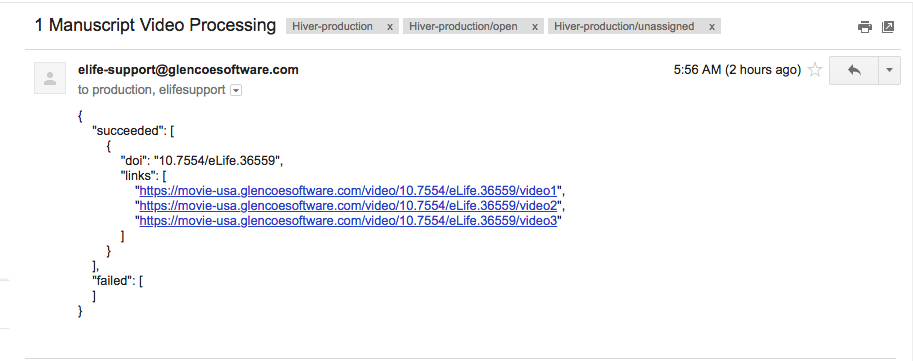 1 Manuscript Video Processing Hiver-production x Hiver-production/open x Hiver-production/unassigned x
elife-support@glencoesoftware.com 5:56 AM (2 hours ago)
to production, elifesupport
{
"succeeded": [
{
"doi": "10.7554/eLife.36559",
"links": [
"https://movie-usa.glencoesoftware.com/video/10.7554/eLife.36559/video1",
"https://movie-usa.glencoesoftware.com/video/10.7554/eLife.36559/video2",
"https://movie-usa.glencoesoftware.com/video/10.7554/eLife.36559/video3"
]
}
],
"failed": [
]
}